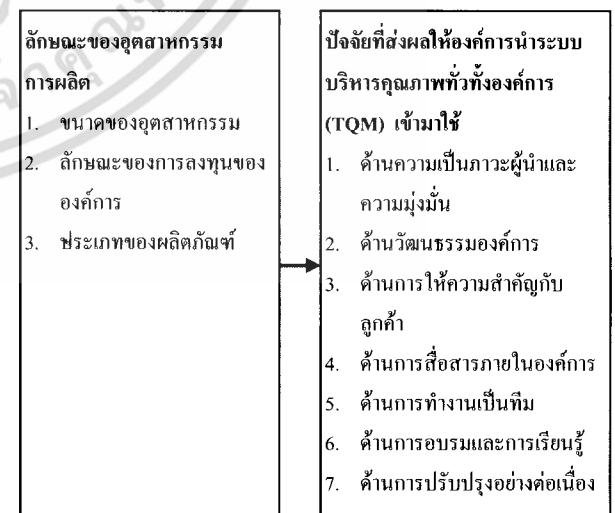 ลักษณะของอุตสาหกรรม
การผลิต
1. ขนาดของอุตสาหกรรม
2. ลักษณะของการลงทุนของ
องค์การ
3. ประเภทของผลิตภัณฑ์
ปัจจัยที่ส่งผลให้องค์การนำระบบ
บริหารคุณภาพทั่วทั้งองค์การ
(TQM) เข้ามาใช้
1. ด้านความเป็นภาวะผู้นำและ
ความมุ่งมั่น
2. ด้านวัฒนธรรมองค์การ
3. ด้านการให้ความสำคัญกับ
ลูกค้า
4. ด้านการสื่อสารภายในองค์การ
5. ด้านการทำงานเป็นทีม
6. ด้านการอบรมและการเรียนรู้
7. ด้านการปรับปรุงอย่างต่อเนื่อง